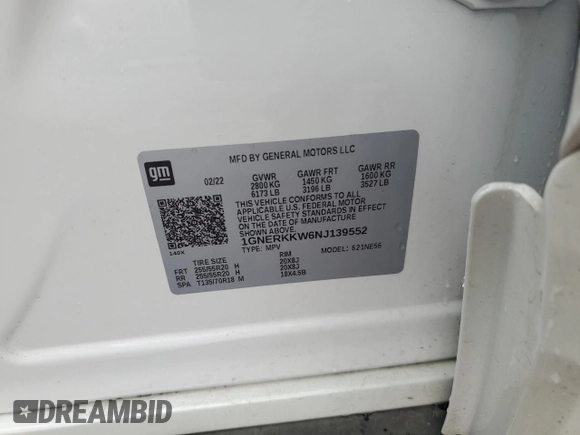 MFD BY GENERAL MOTORS LLC
gm
02/22
GVWR GAWR FRT GAWR RR
2800 KG 1450 KG 1600 KG
6173 LB 3196 LB 3527 LB
THIS VEHICLE CONFORMS TO ALL
APPLICABLE U.S. FEDERAL MOTOR
VEHICLE SAFETY STANDARDS IN EFFECT
ON THE DATE OF MANUFACTURE
SHOWN ABOVE.
1GNERKKW6NJ139552
TYPE: MPV MODEL: 621NE56
149X
TIRE SIZE RIM
FRT 255/55R20 H 20X8J
RR 255/55R20 H 20X8J
SPA T135/70R18 M 18X4.5B
DREAMBID